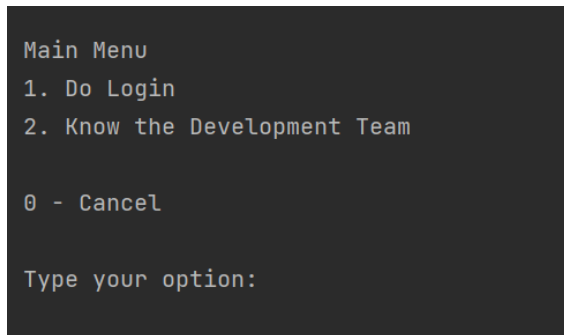 Main Menu
1. Do Login
2. Know the Development Team
0 - Cancel
Type your option: